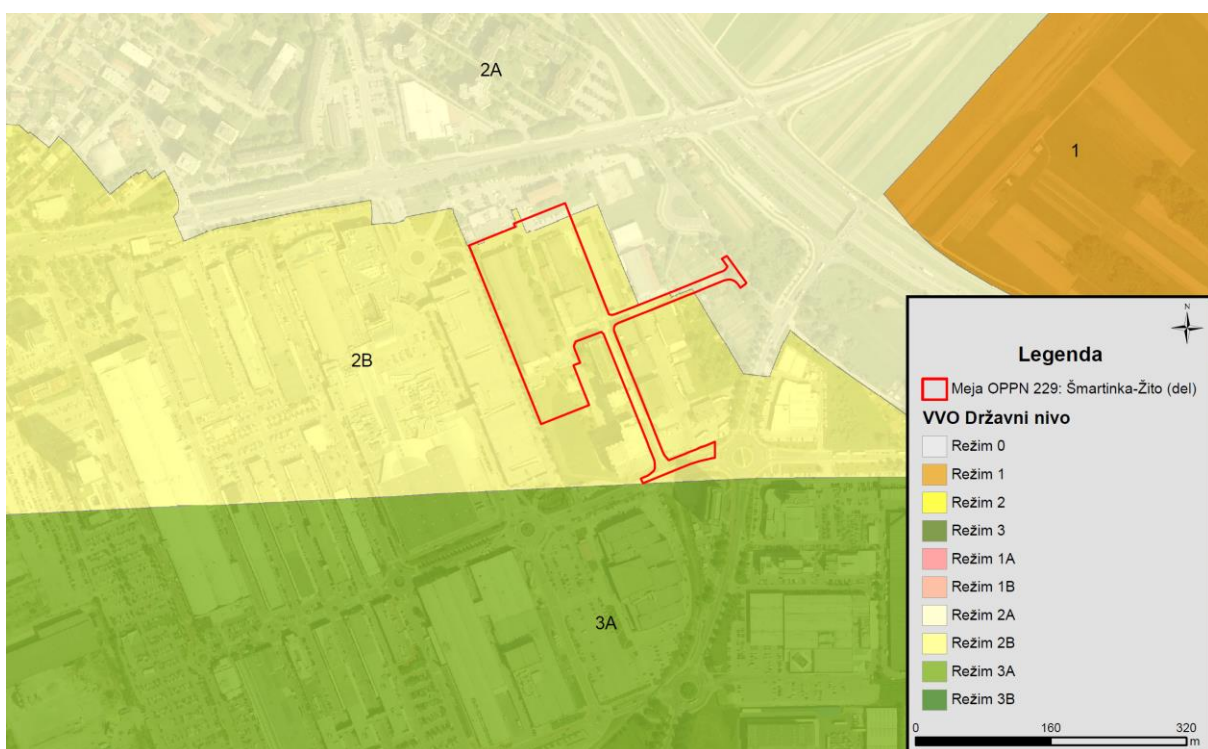 2A
1
2B
3A
N
Legenda
Meja OPPN 229: Šmartinka-Žito (del)
VVO Državni nivo
Režim 0
Režim 1
Režim 2
Režim 3
Režim 1A
Režim 1B
Režim 2A
Režim 2B
Režim 3A
Režim 3B
0 160 320
m